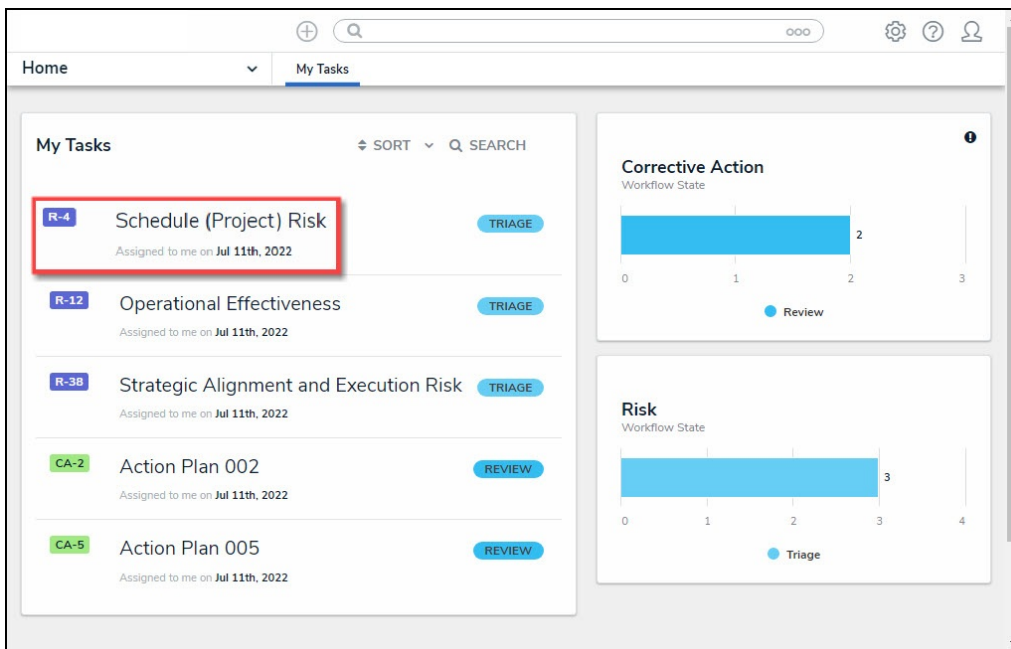 Home
My Tasks
My Tasks
SORT
SEARCH
R-4
Schedule (Project) Risk
TRIAGE
Assigned to me on Jul 11th, 2022
R-12
Operational Effectiveness
TRIAGE
Assigned to me on Jul 11th, 2022
R-38
Strategic Alignment and Execution Risk
TRIAGE
Assigned to me on Jul 11th, 2022
CA-2
Action Plan 002
REVIEW
Assigned to me on Jul 11th, 2022
CA-5
Action Plan 005
REVIEW
Assigned to me on Jul 11th, 2022
Corrective Action
Workflow State
2
0 1 2 3
Review
Risk
Workflow State
3
0 1 2 3 4
Triage